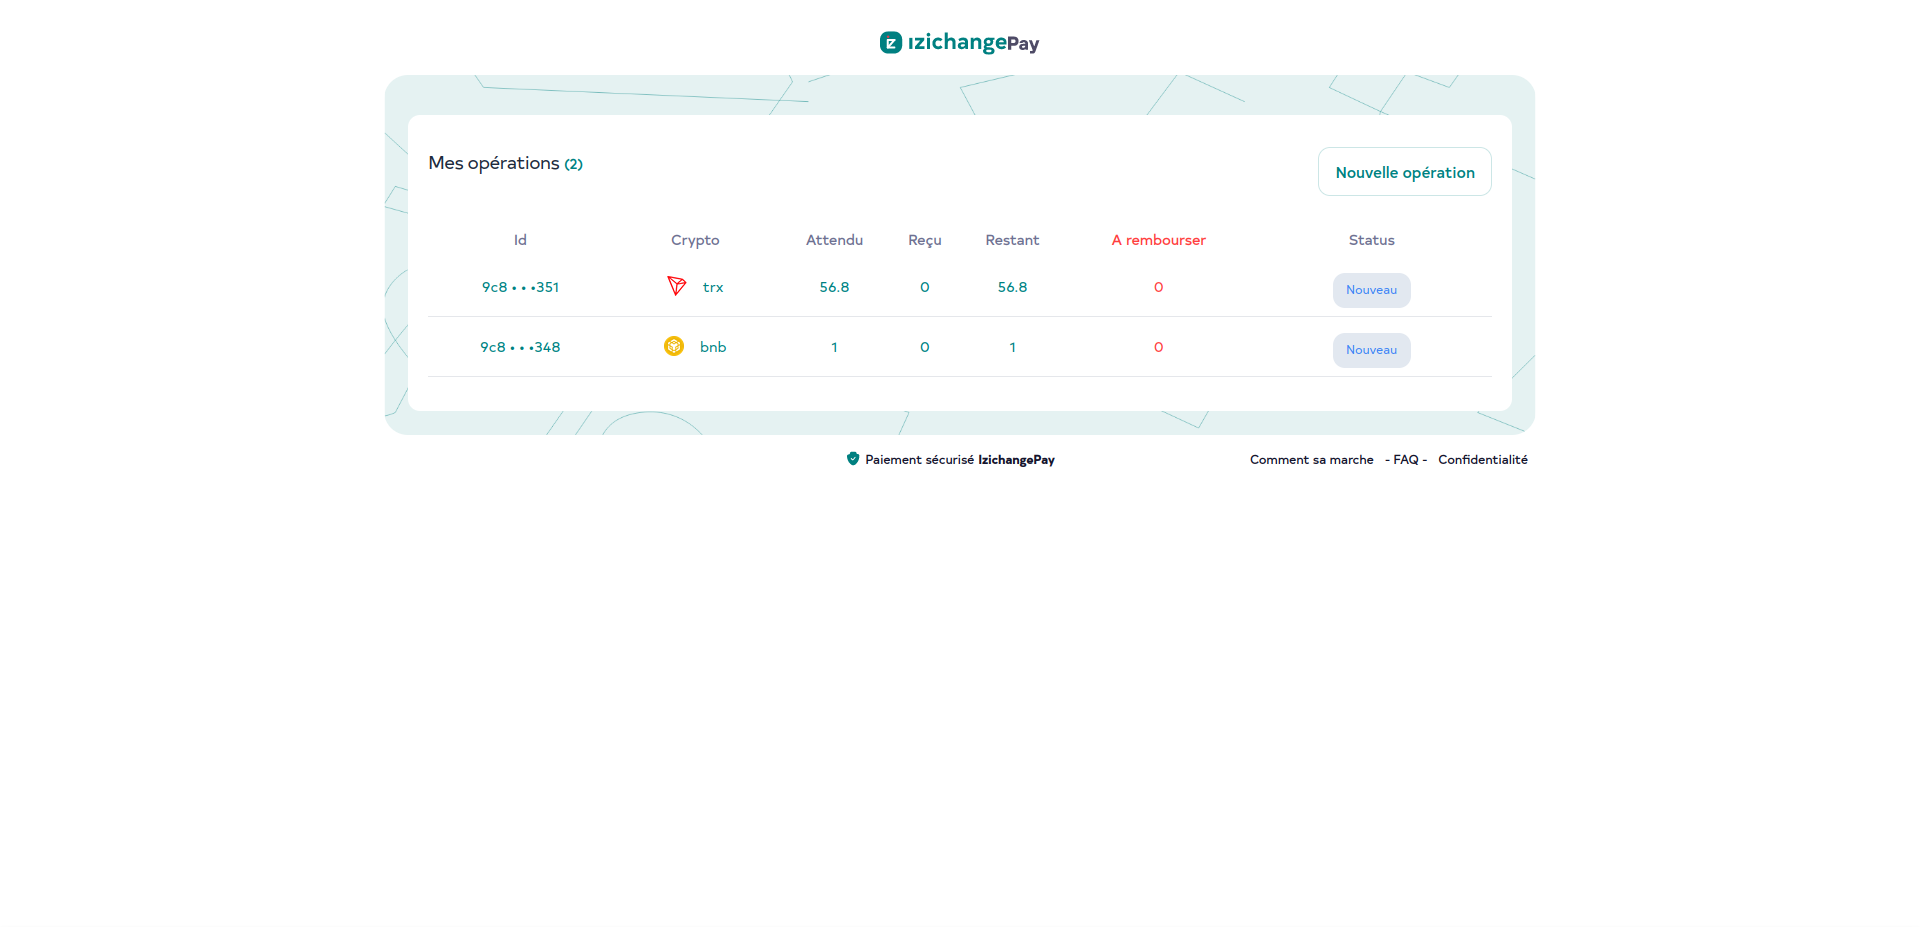 ızichangePay
Mes opérations (2)
Nouvelle opération
Id Crypto Attendu Reçu Restant A rembourser Status
9c8•••351 trx 56.8 0 56.8 0 Nouveau
9c8•••348 bnb 1 0 1 0 Nouveau
Paiement sécurisé IzichangePay
Comment sa marche - FAQ - Confidentialité